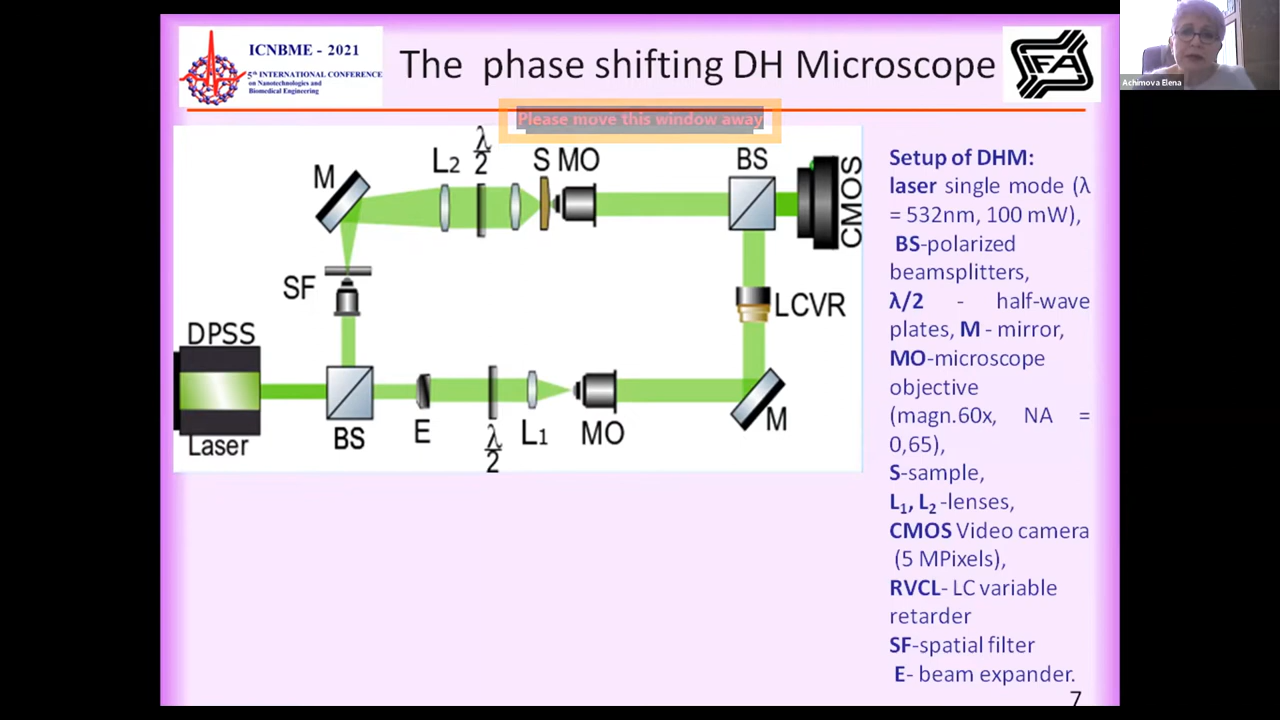 ICNBME - 2021
5th INTERNATIONAL CONFERENCE
on Nanotechnologies and
Biomedical Engineering
The phase shifting DH Microscope
IFA
Achimova Elena
Please move this window away
M
L2
λ/2
S
MO
BS
CMOS
SF
LCVR
DPSS
Laser
BS
E
λ/2
L1
MO
M
Setup of DHM:
laser single mode (λ
= 532nm, 100 mW),
BS-polarized
beamsplitters,
λ/2 - half-wave
plates, M - mirror,
MO-microscope
objective
(magn.60x, NA =
0,65),
S-sample,
L1, L2 -lenses,
CMOS Video camera
(5 MPixels),
RVCL- LC variable
retarder
SF-spatial filter
E- beam expander.
7